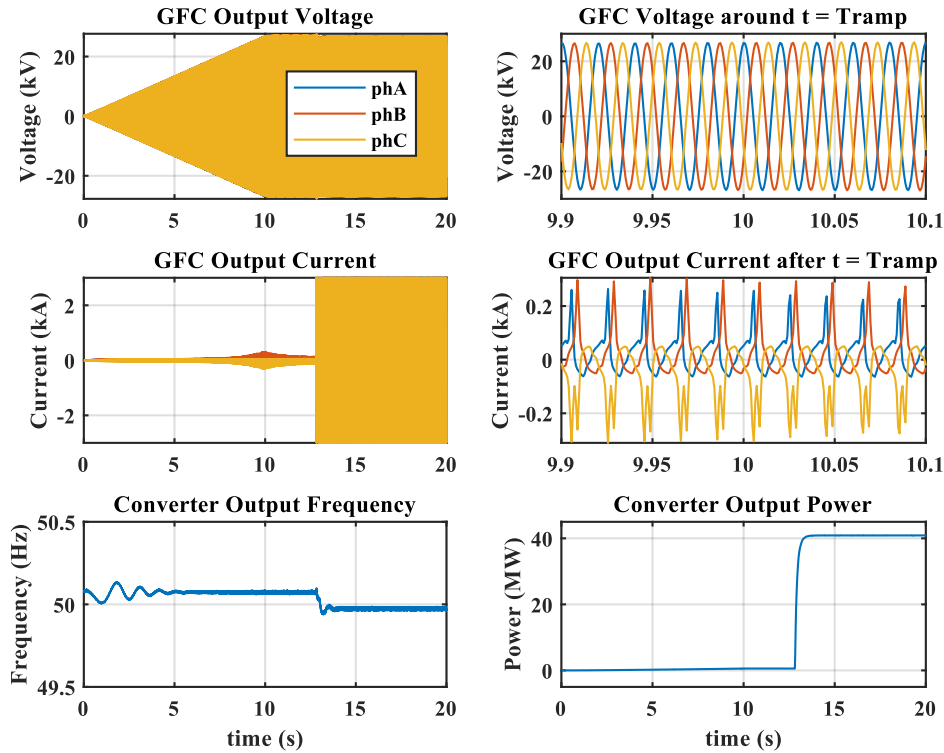 GFC Output Voltage
Voltage (kV)
20
0
-20
phA
phB
phC
0
5
10
15
20
GFC Voltage around t = Tramp
Voltage (kV)
20
0
-20
9.9
9.95
10
10.05
10.1
GFC Output Current
Current (kA)
2
0
-2
0
5
10
15
20
GFC Output Current after t = Tramp
Current (kA)
0.2
0
-0.2
9.9
9.95
10
10.05
10.1
Converter Output Frequency
Frequency (Hz)
50.5
50
49.5
0
5
10
15
20
time (s)
Converter Output Power
Power (MW)
40
20
0
0
5
10
15
20
time (s)